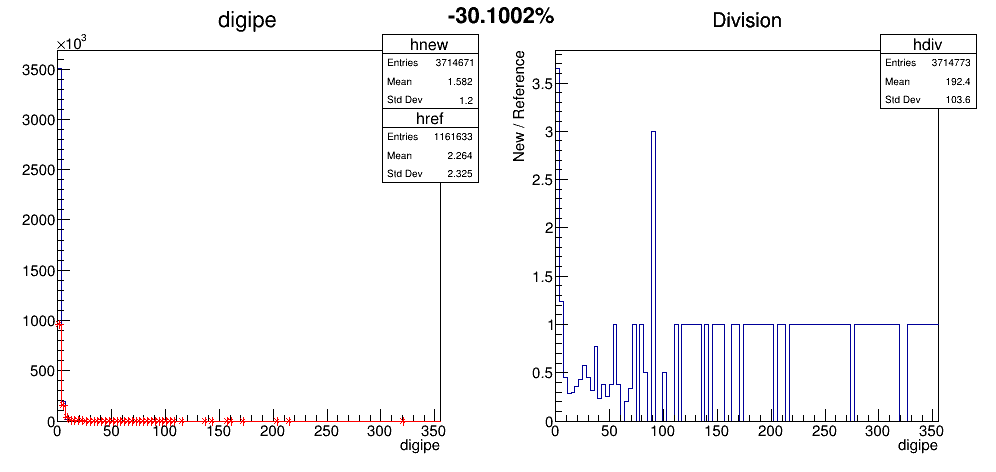 -30.1002%
digipe
×10³
hnew
Entries 3714671
Mean 1.582
Std Dev 1.2
href
Entries 1161633
Mean 2.264
Std Dev 2.325
3500
3000
2500
2000
1500
1000
500
0
0 50 100 150 200 250 300 350
digipe
Division
hdiv
Entries 3714773
Mean 192.4
Std Dev 103.6
New / Reference
3.5
3
2.5
2
1.5
1
0.5
0
0 50 100 150 200 250 300 350
digipe